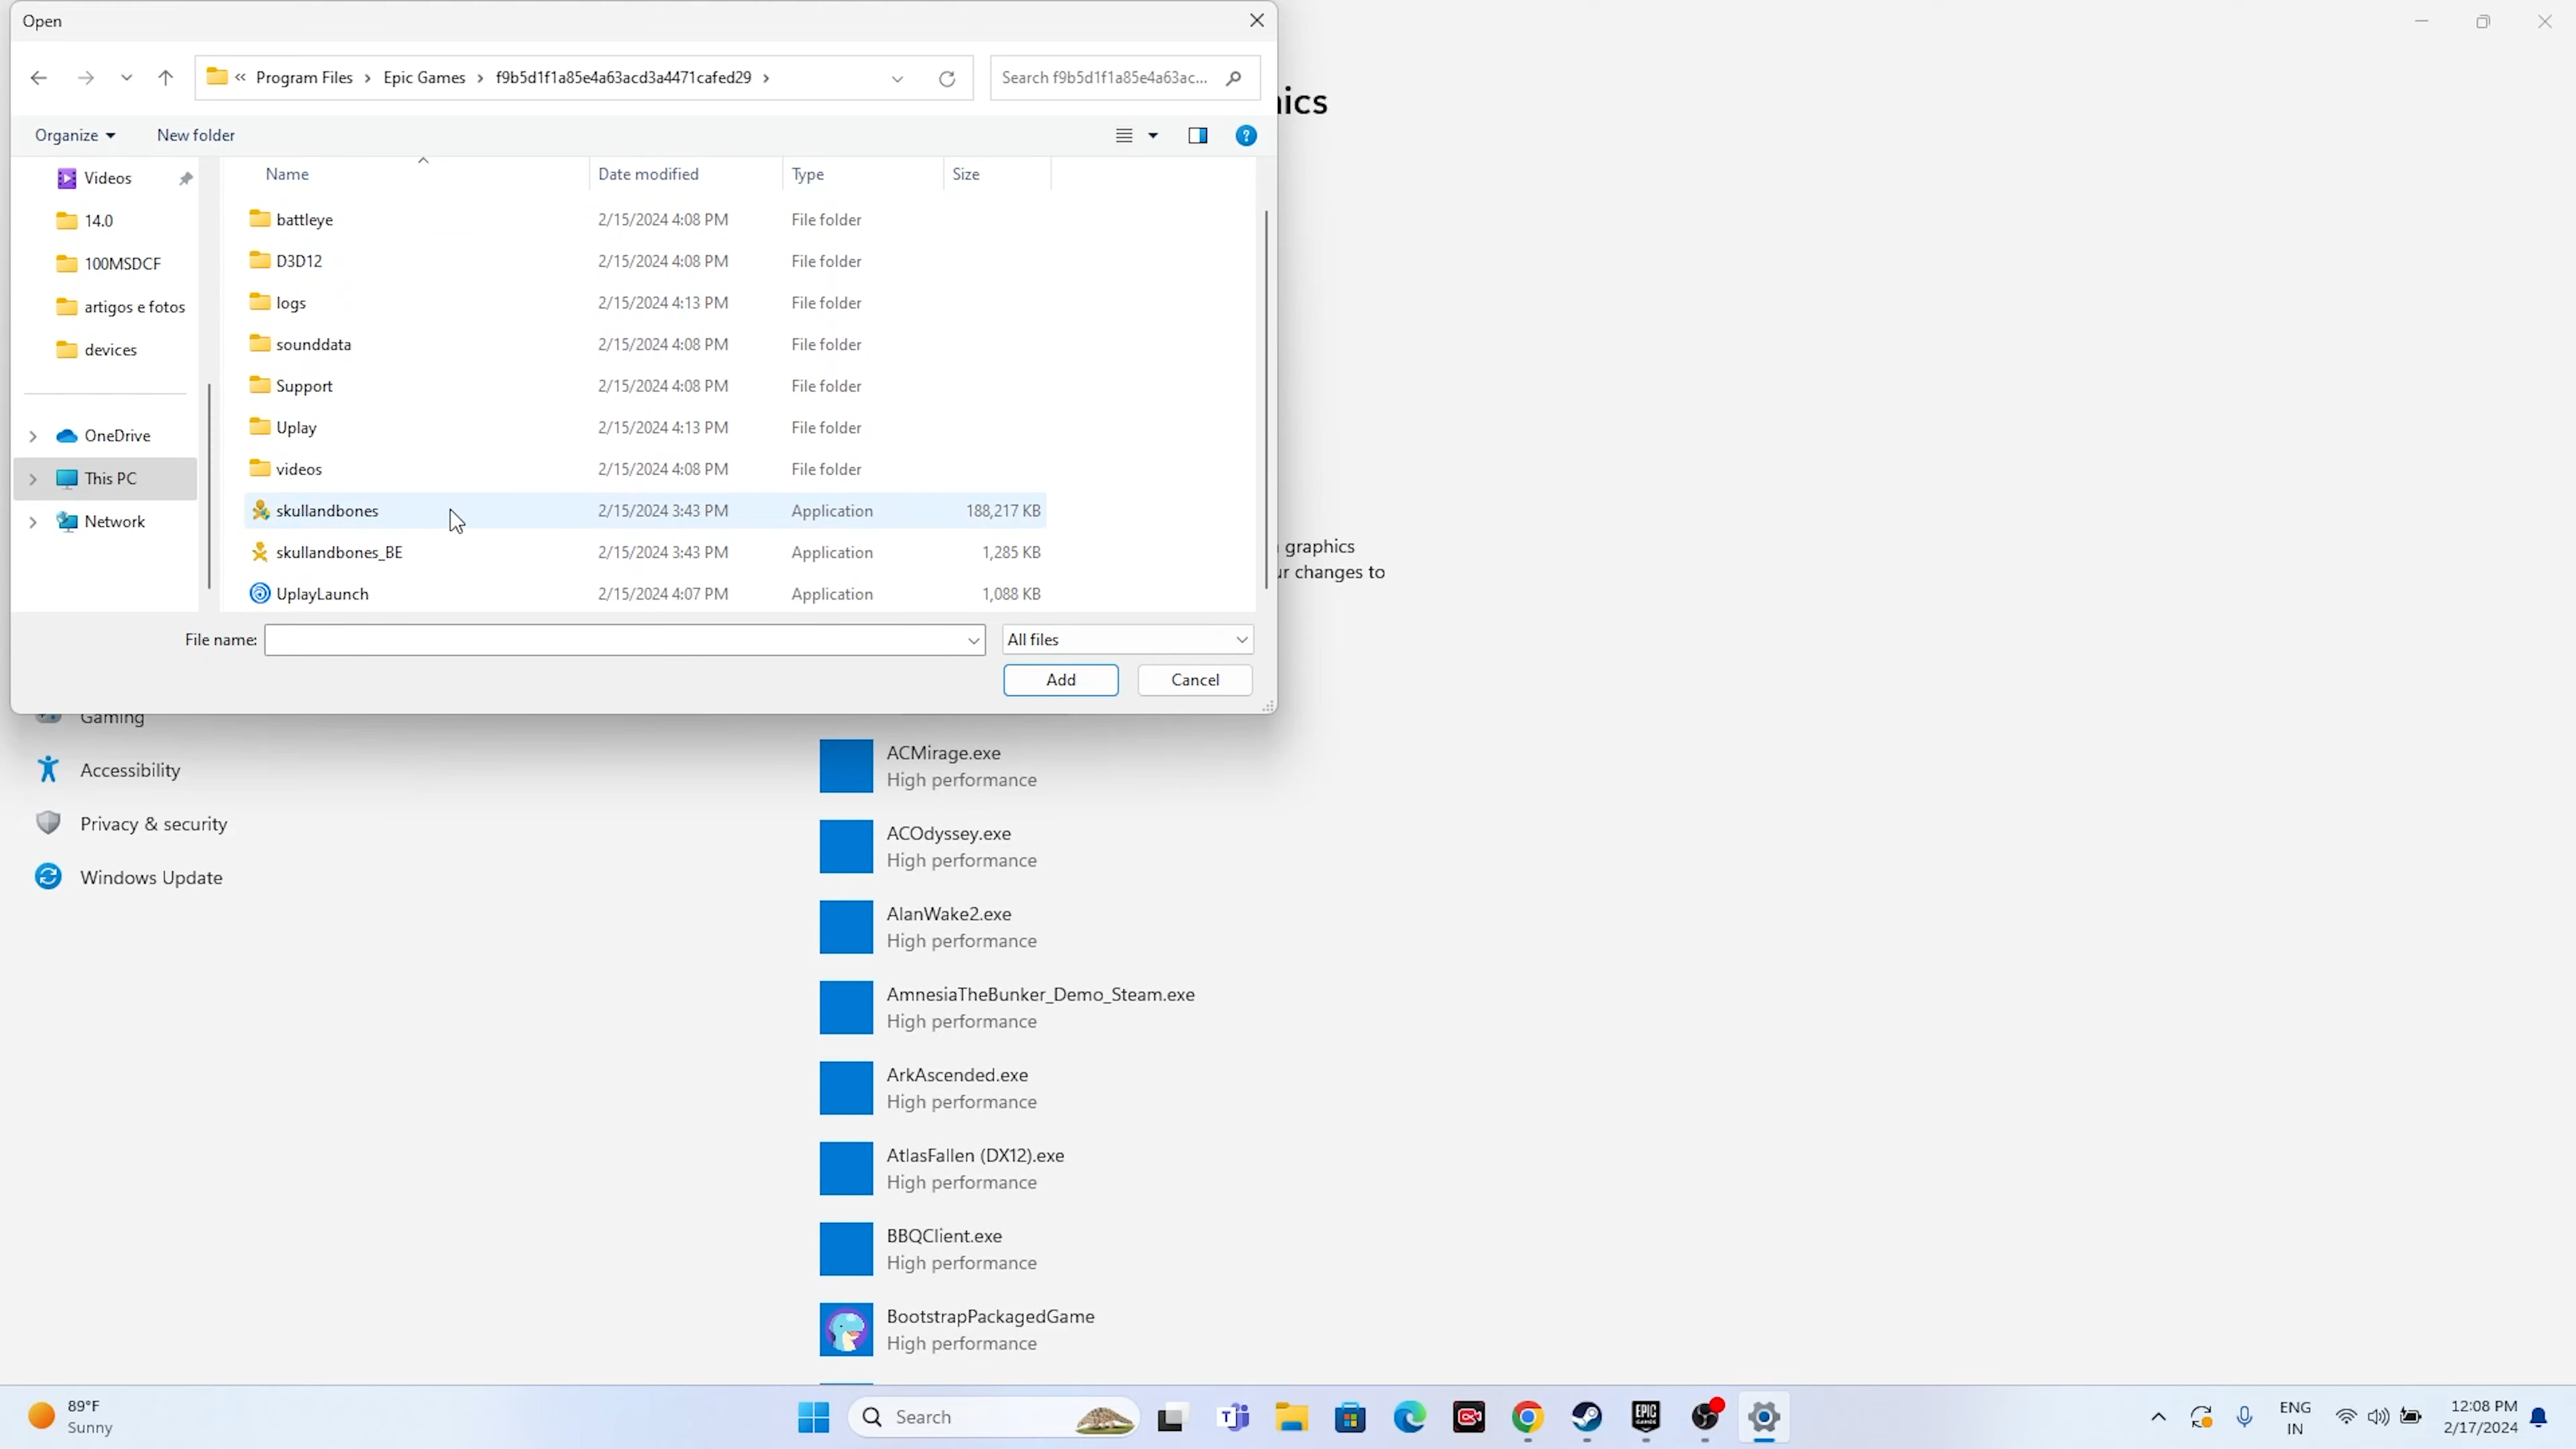 Open
Program Files
Epic Games
f9b5d1f1a85e4a63acd3a4471cafed29
Search f9b5d1f1a85e4a63ac...
ics
Organize
New folder
Name
Date modified
Type
Size
Videos
14.0
100MSDCF
artigos e fotos
devices
OneDrive
This PC
Network
battleye 2/15/2024 4:08 PM File folder
D3D12 2/15/2024 4:08 PM File folder
logs 2/15/2024 4:13 PM File folder
sounddata 2/15/2024 4:08 PM File folder
Support 2/15/2024 4:08 PM File folder
Uplay 2/15/2024 4:13 PM File folder
videos 2/15/2024 4:08 PM File folder
skullandbones 2/15/2024 3:43 PM Application 188,217 KB
skullandbones_BE 2/15/2024 3:43 PM Application 1,285 KB
UplayLaunch 2/15/2024 4:07 PM Application 1,088 KB
graphics
ur changes to
File name:
All files
Add
Cancel
Gaming
Accessibility
Privacy & security
Windows Update
ACMirage.exe
High performance
ACOdyssey.exe
High performance
AlanWake2.exe
High performance
AmnesiaTheBunker_Demo_Steam.exe
High performance
ArkAscended.exe
High performance
AtlasFallen (DX12).exe
High performance
BBQClient.exe
High performance
BootstrapPackagedGame
High performance
89°F
Sunny
Search
EPIC
GAMES
ENG
IN
12:08 PM
2/17/2024